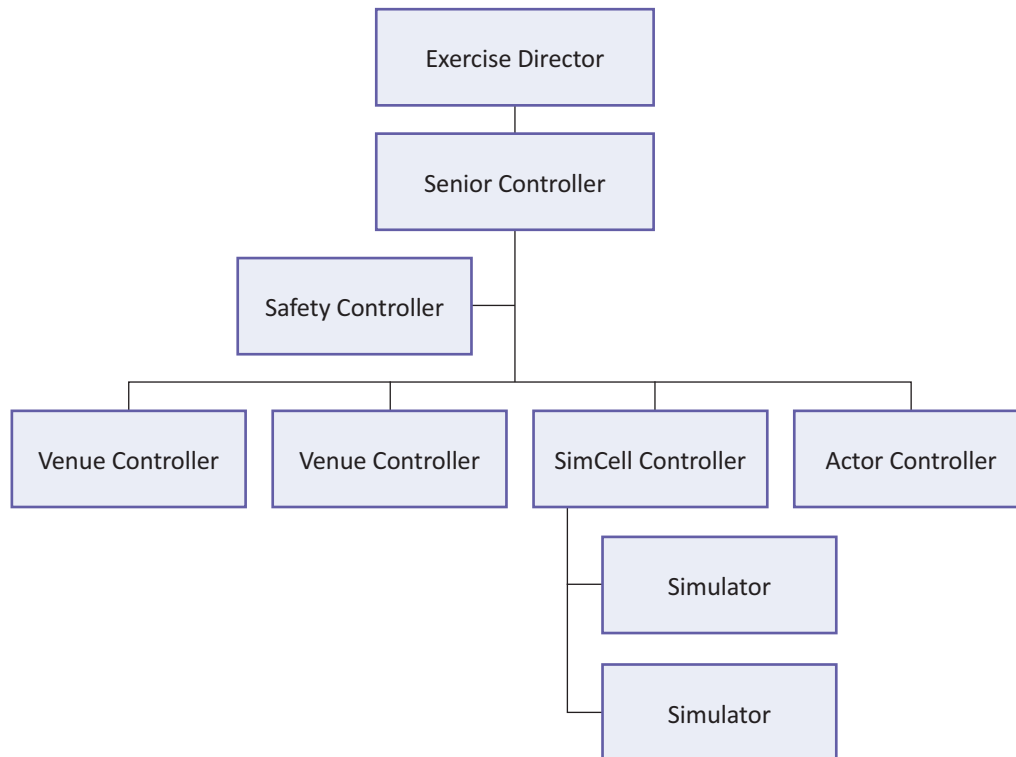 Exercise Director
Senior Controller
Safety Controller
Venue Controller
Venue Controller
SimCell Controller
Actor Controller
Simulator
Simulator